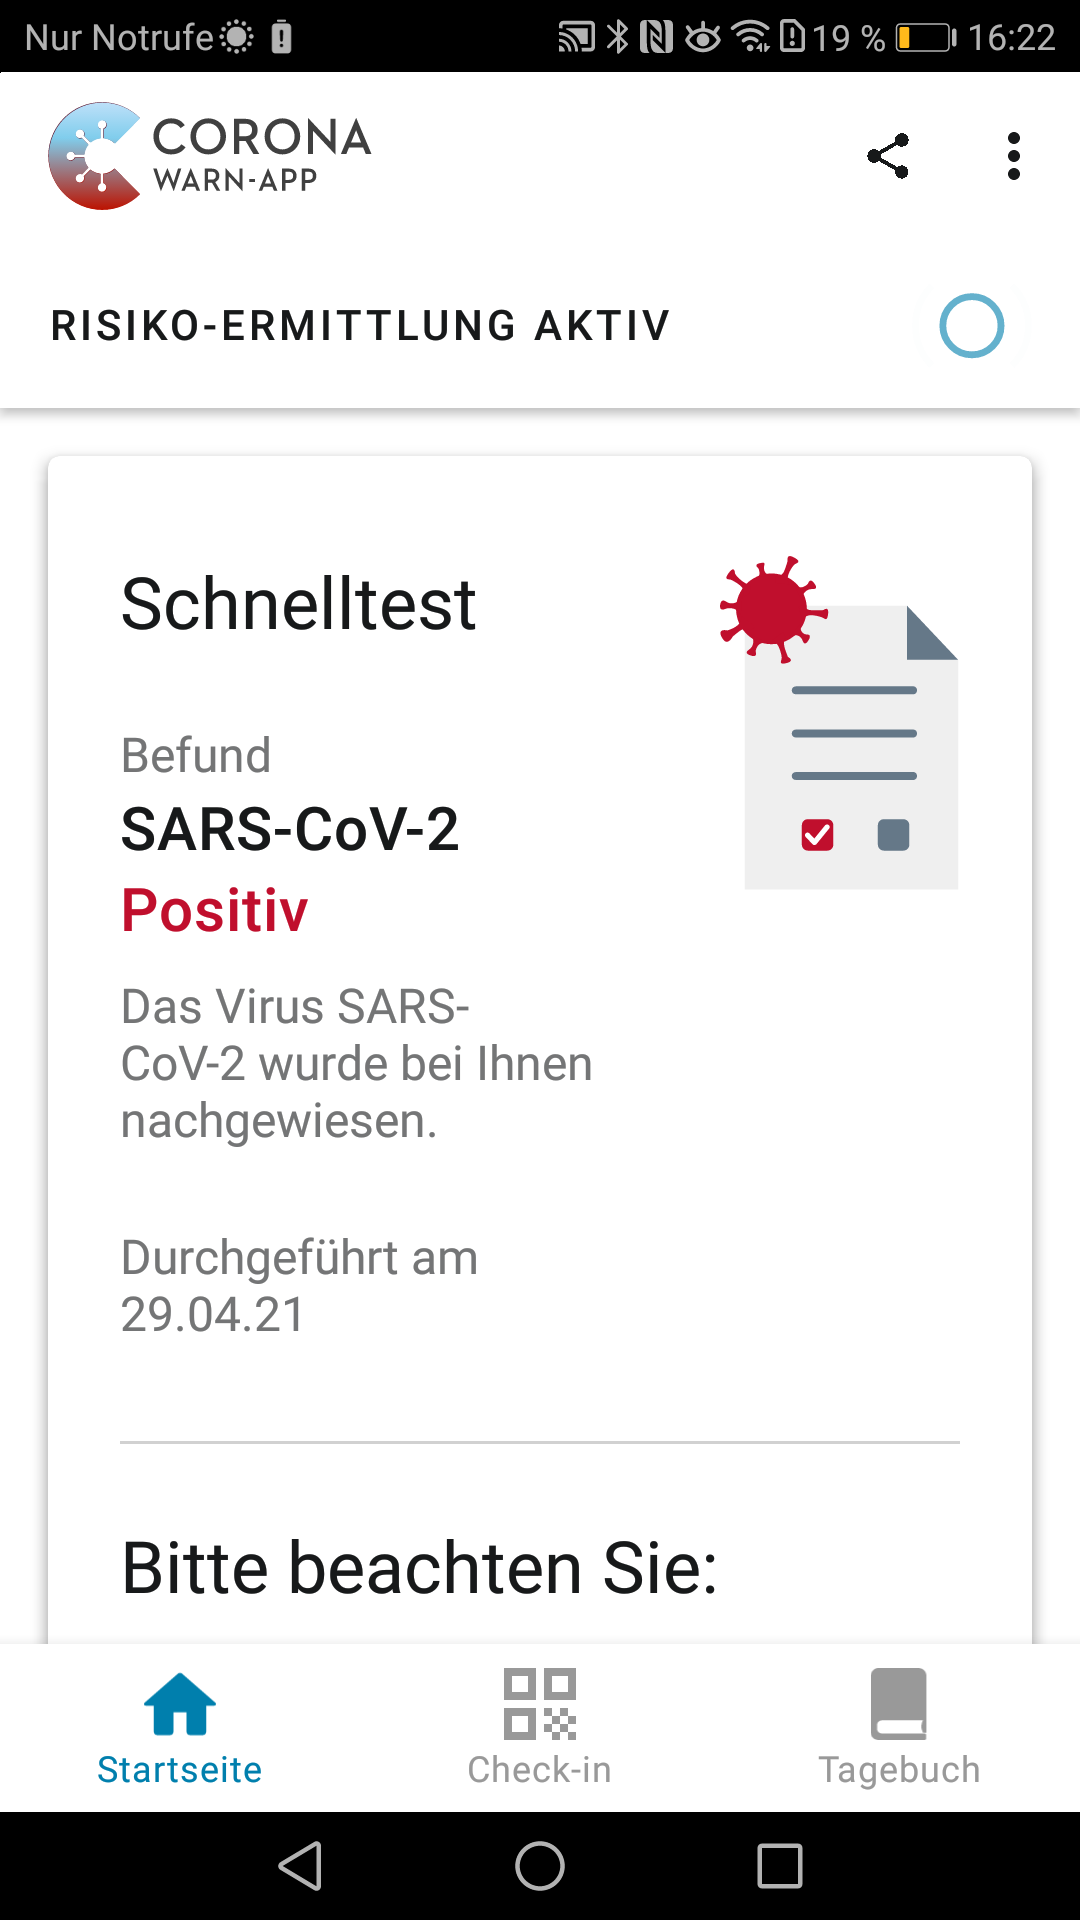 Nur Notrufe 19 % 16:22
CORONA
WARN-APP
RISIKO-ERMITTLUNG AKTIV
Schnelltest
Befund
SARS-CoV-2
Positiv
Das Virus SARS-
CoV-2 wurde bei Ihnen
nachgewiesen.
Durchgeführt am
29.04.21
Bitte beachten Sie:
Startseite Check-in Tagebuch